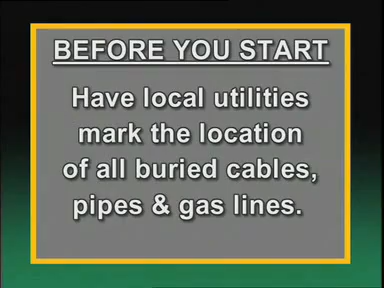 BEFORE YOU START
Have local utilities
mark the location
of all buried cables,
pipes & gas lines.